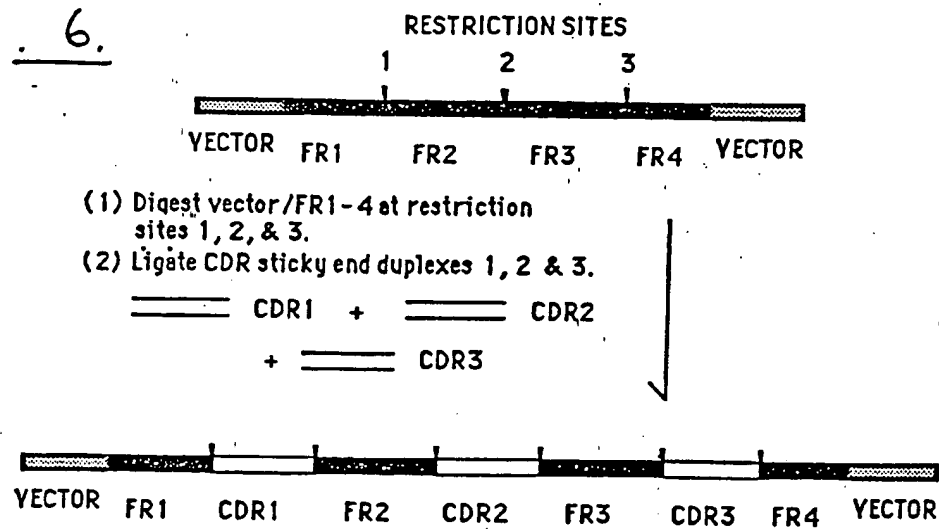 . 6.
RESTRICTION SITES
1 2 3
VECTOR FR1 FR2 FR3 FR4 VECTOR
(1) Digest vector/FR1-4 at restriction
sites 1, 2, & 3.
(2) Ligate CDR sticky end duplexes 1, 2 & 3.
CDR1 + CDR2
+ CDR3
VECTOR FR1 CDR1 FR2 CDR2 FR3 CDR3 FR4 VECTOR